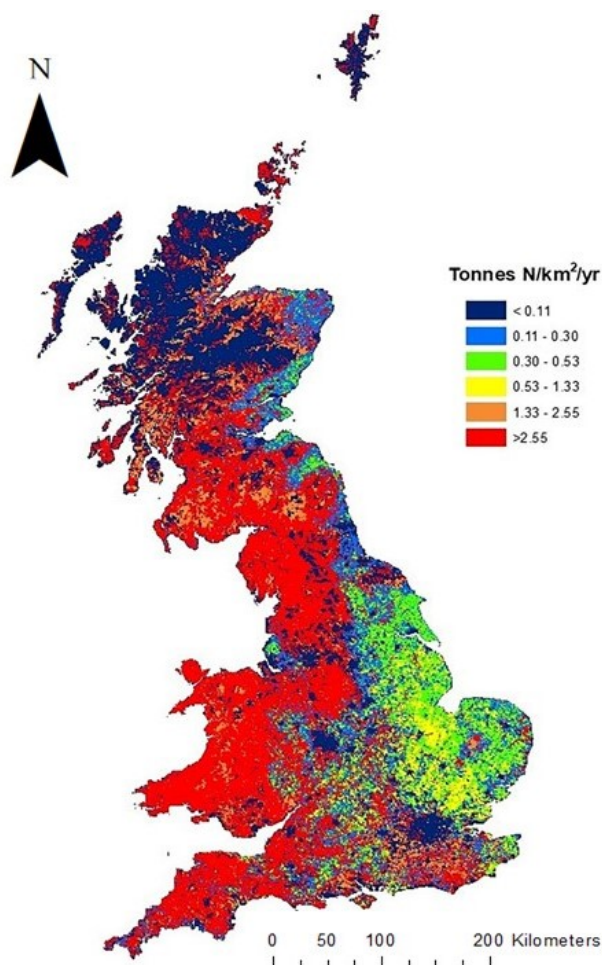 N
Tonnes N/km²/yr
< 0.11
0.11 - 0.30
0.30 - 0.53
0.53 - 1.33
1.33 - 2.55
>2.55
0 50 100 200 Kilometers